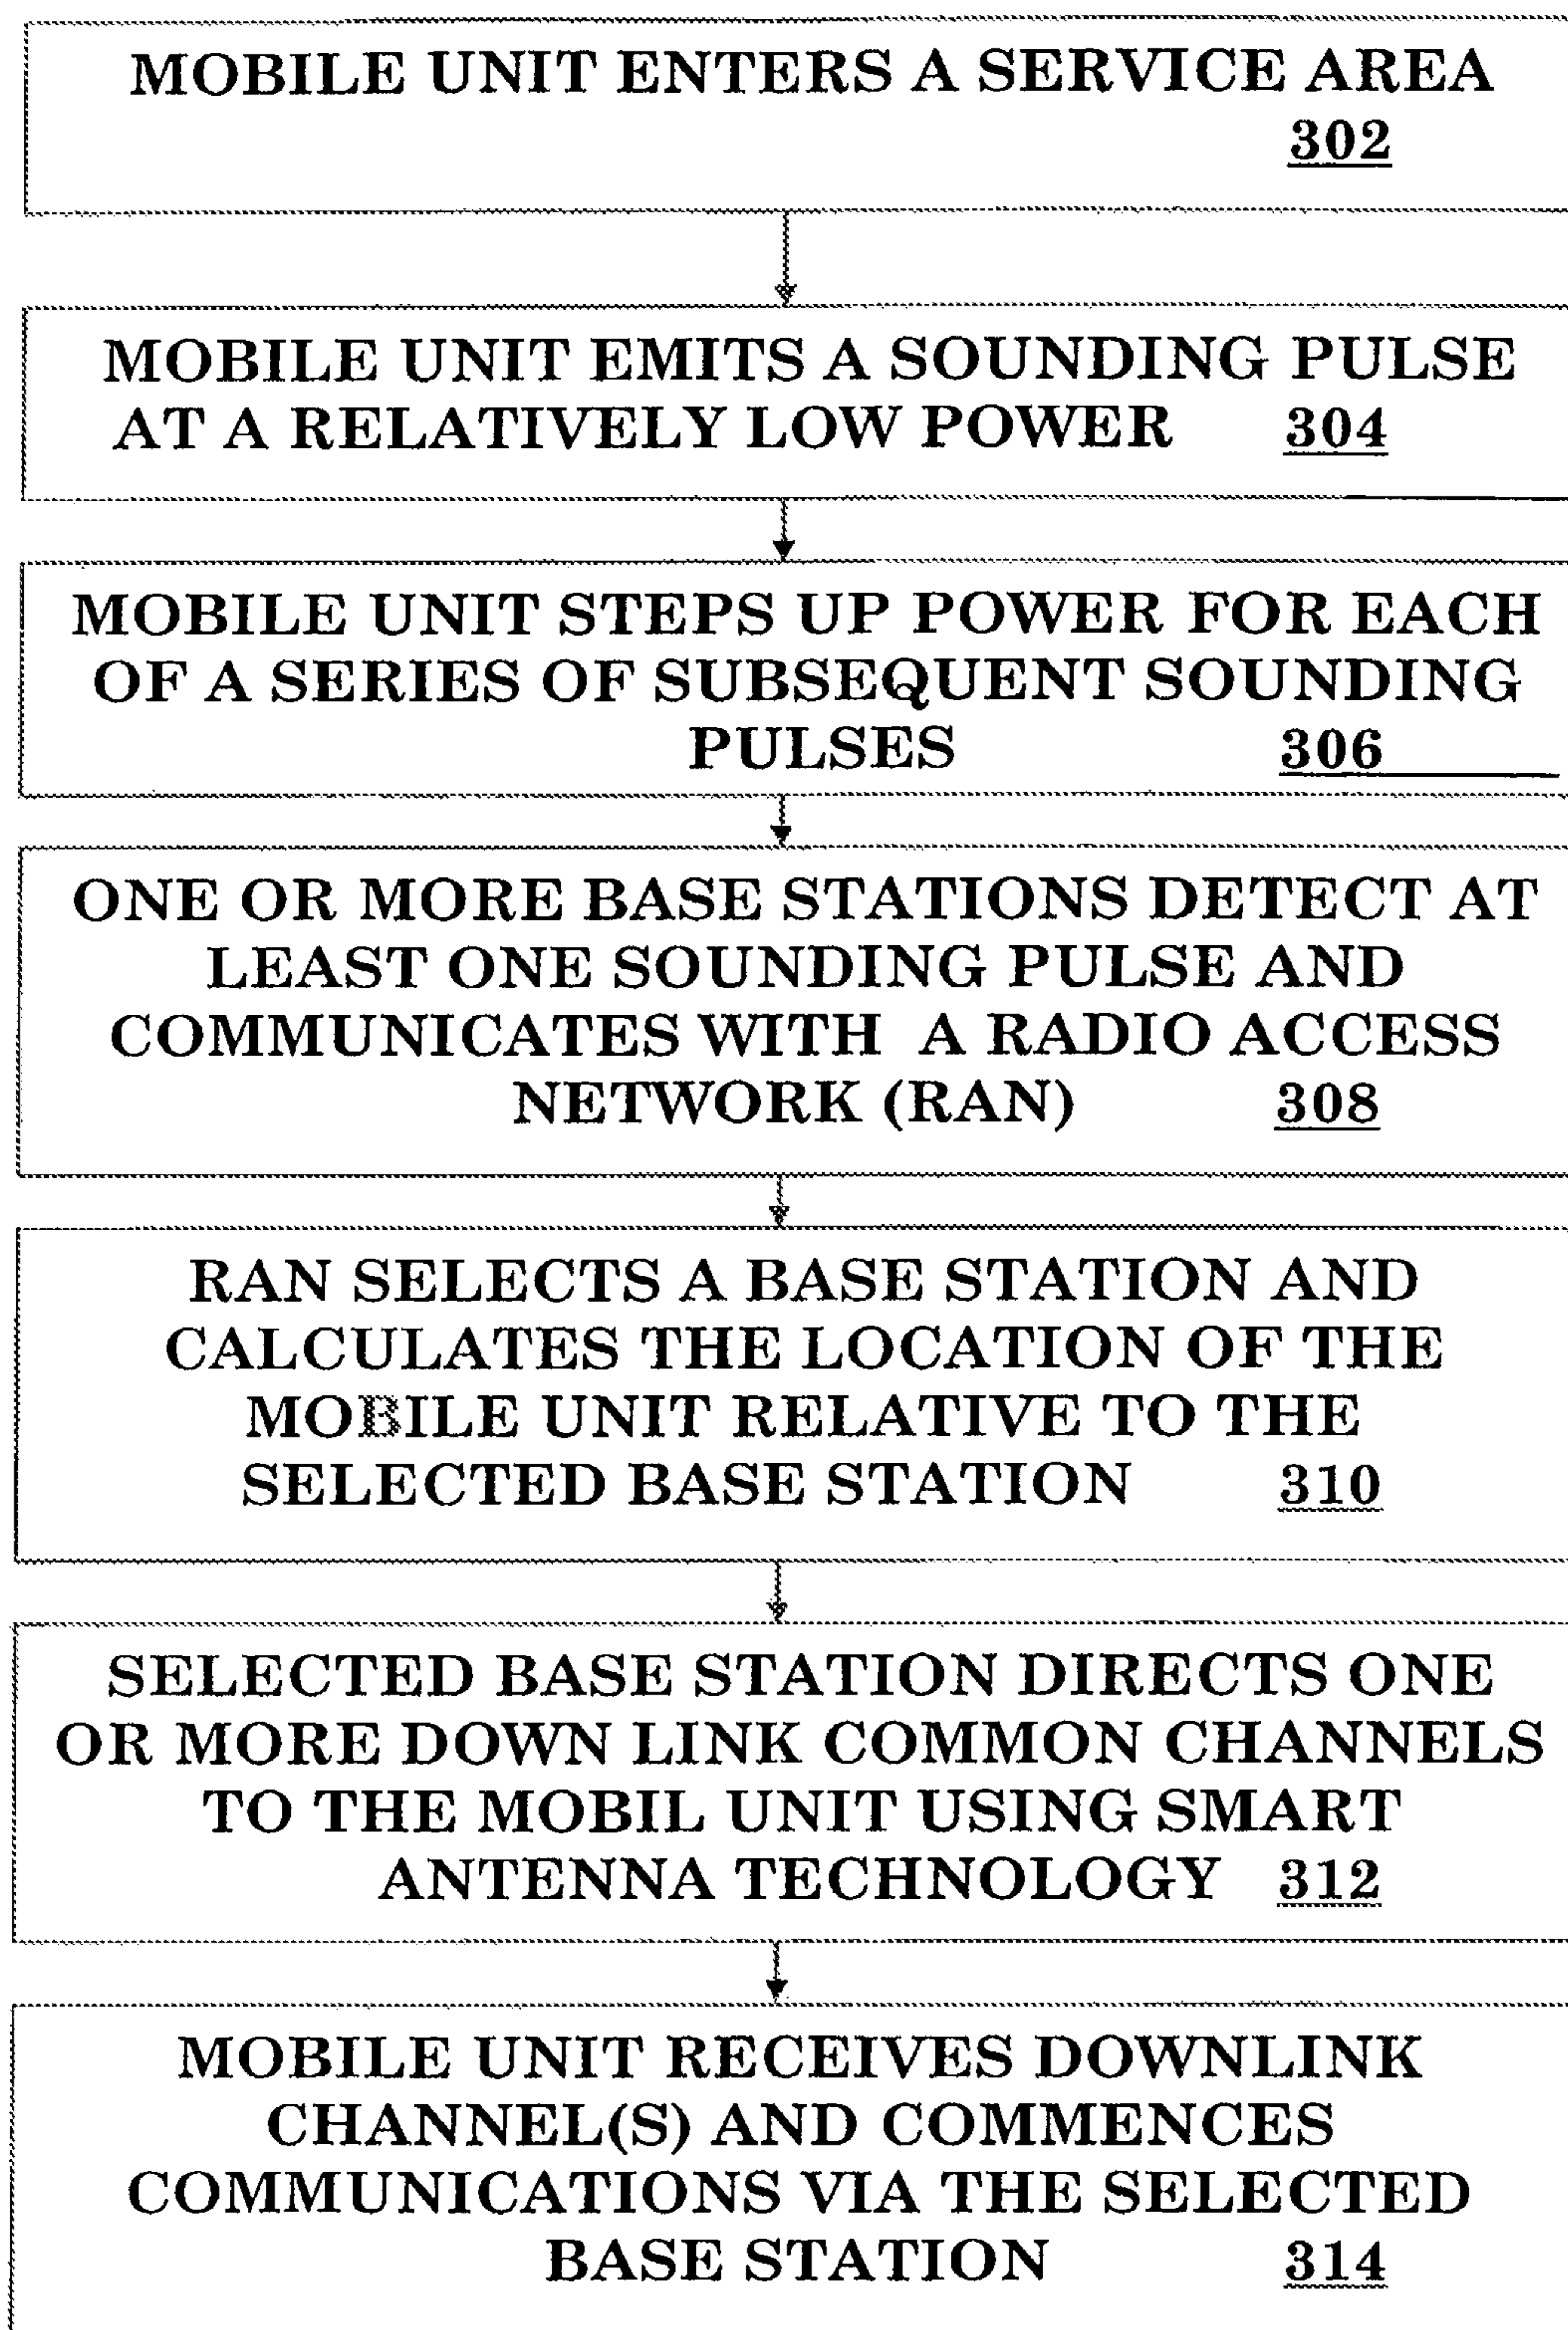 MOBILE UNIT ENTERS A SERVICE AREA
302
MOBILE UNIT EMITS A SOUNDING PULSE
AT A RELATIVELY LOW POWER 304
MOBILE UNIT STEPS UP POWER FOR EACH
OF A SERIES OF SUBSEQUENT SOUNDING
PULSES 306
ONE OR MORE BASE STATIONS DETECT AT
LEAST ONE SOUNDING PULSE AND
COMMUNICATES WITH A RADIO ACCESS
NETWORK (RAN) 308
RAN SELECTS A BASE STATION AND
CALCULATES THE LOCATION OF THE
MOBILE UNIT RELATIVE TO THE
SELECTED BASE STATION 310
SELECTED BASE STATION DIRECTS ONE
OR MORE DOWN LINK COMMON CHANNELS
TO THE MOBIL UNIT USING SMART
ANTENNA TECHNOLOGY 312
MOBILE UNIT RECEIVES DOWNLINK
CHANNEL(S) AND COMMENCES
COMMUNICATIONS VIA THE SELECTED
BASE STATION 314